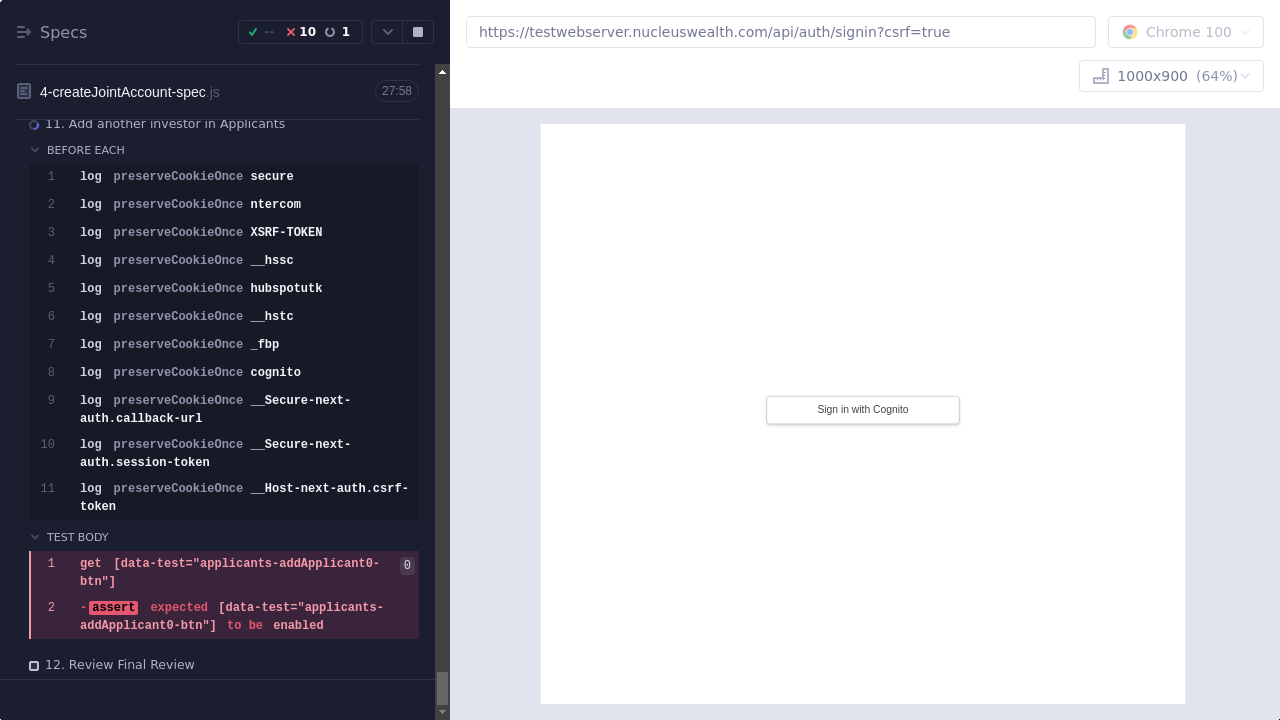 Specs
-- 10 1
4-createJointAccount-spec.js
27:58
11. Add another investor in Applicants
BEFORE EACH
1 log preserveCookieOnce secure
2 log preserveCookieOnce ntercom
3 log preserveCookieOnce XSRF-TOKEN
4 log preserveCookieOnce __hssc
5 log preserveCookieOnce hubspotutk
6 log preserveCookieOnce __hstc
7 log preserveCookieOnce _fbp
8 log preserveCookieOnce cognito
9 log preserveCookieOnce __Secure-next-
auth.callback-url
10 log preserveCookieOnce __Secure-next-
auth.session-token
11 log preserveCookieOnce __Host-next-auth.csrf-
token
TEST BODY
1 get [data-test="applicants-addApplicant0-
btn"]
0
2 -assert expected [data-test="applicants-
addApplicant0-btn"] to be enabled
12. Review Final Review
https://testwebserver.nucleuswealth.com/api/auth/signin?csrf=true
Chrome 100
1000x900 (64%)
Sign in with Cognito